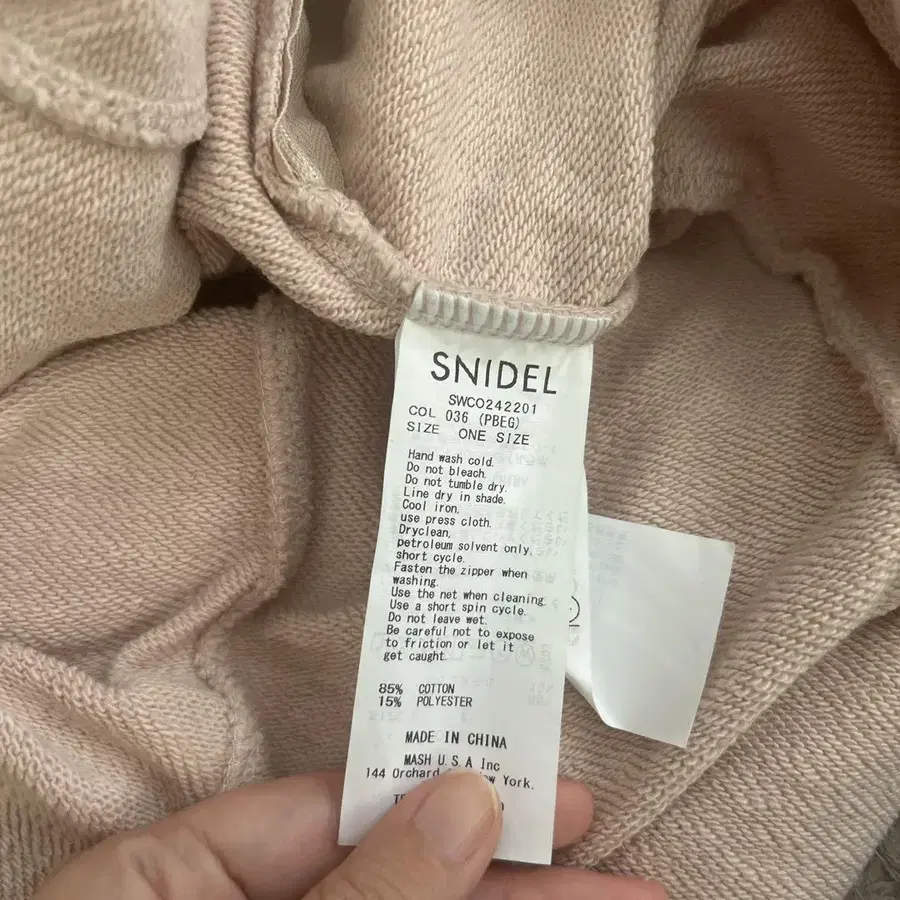 SNIDEL
SWCO242201
COL 036 (PBEG)
SIZE ONE SIZE
Hand wash cold.
Do not bleach.
Do not tumble dry.
Line dry in shade.
Cool iron.
use press cloth.
Dryclean,
petroleum solvent only,
short cycle.
Fasten the zipper when
washing.
Use the net when cleaning.
Use a short spin cycle.
Do not leave wet.
Be careful not to expose
to friction or let it
get caught.
85% COTTON
15% POLYESTER
MADE IN CHINA
MASH U.S.A Inc
144 Orchard York.